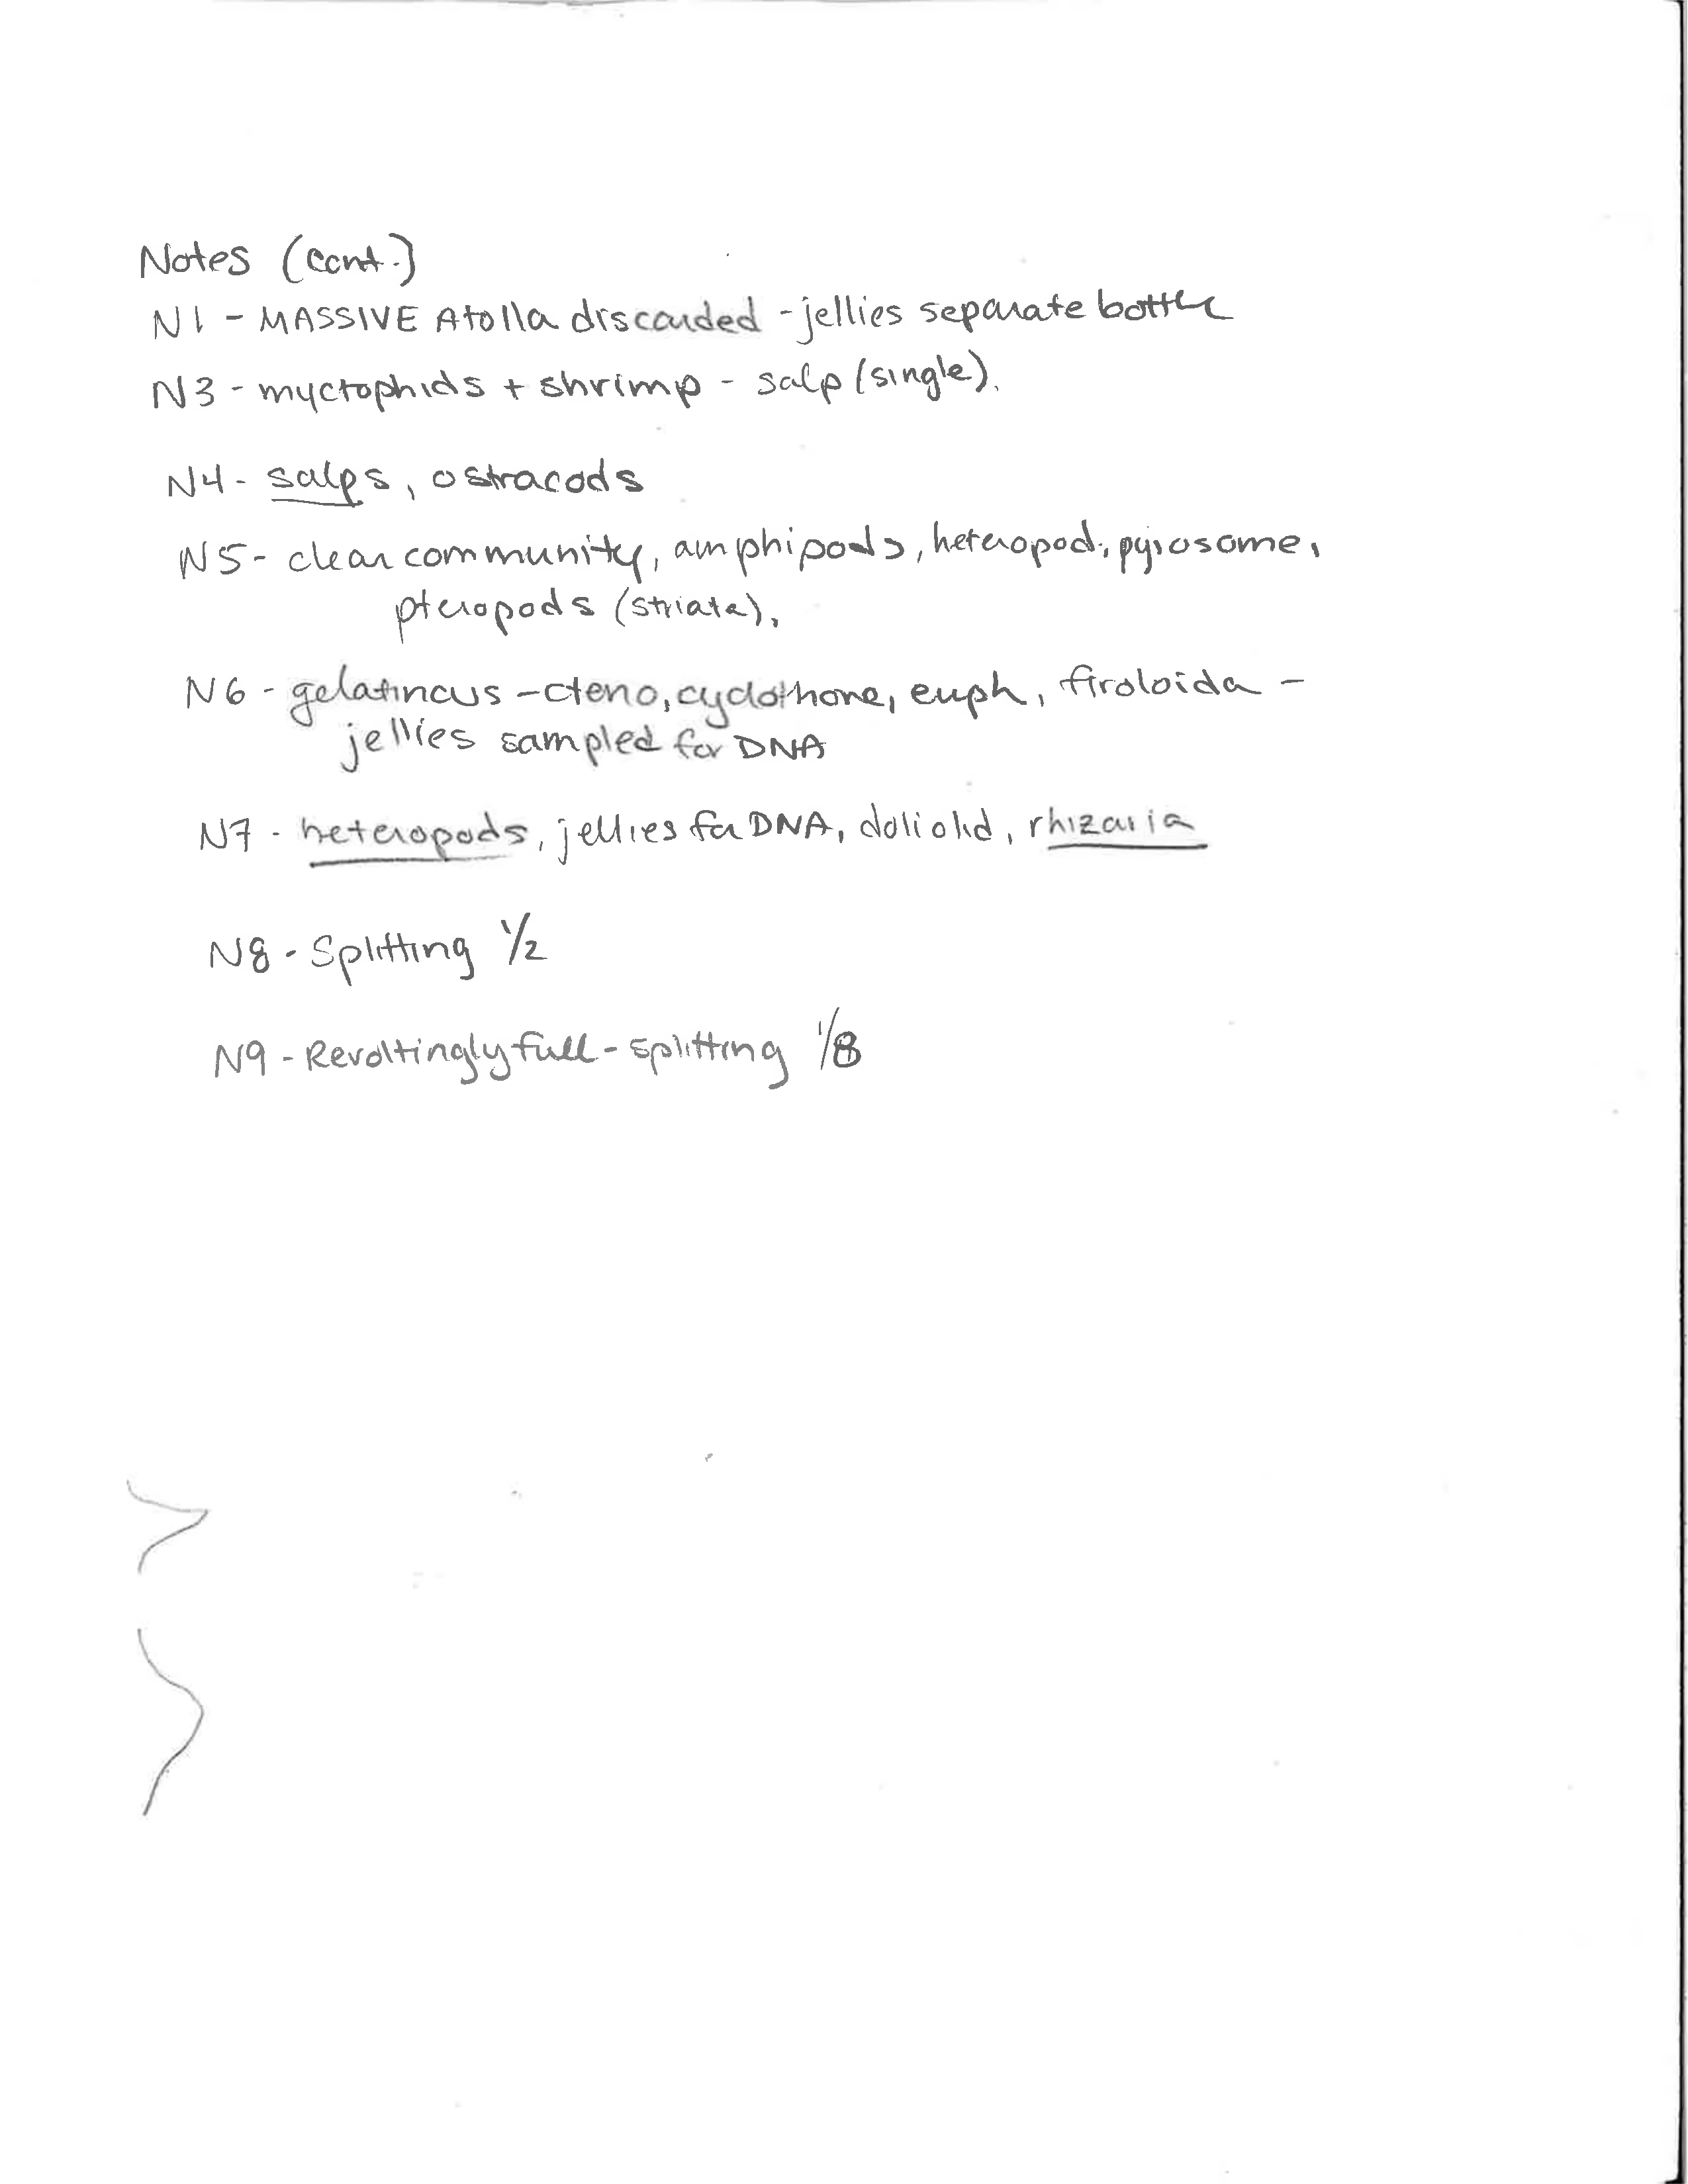 Notes (cont.)
N1 - MASSIVE Atolla discarded - jellies separate bottle
N3 - myctophids + shrimp - salp (single).
N4 - salps, ostracods
N5 - clear community, amphipods, heteropod, pyrosome,
pteropods (striata).
N6 - gelatinous - cteno, cyclothone, euph, firoloida -
jellies sampled for DNA
N7 - heteropods, jellies for DNA, doliolid, rhizaria
N8 - Splitting 1/2
N9 - Revoltingly full - splitting 1/8